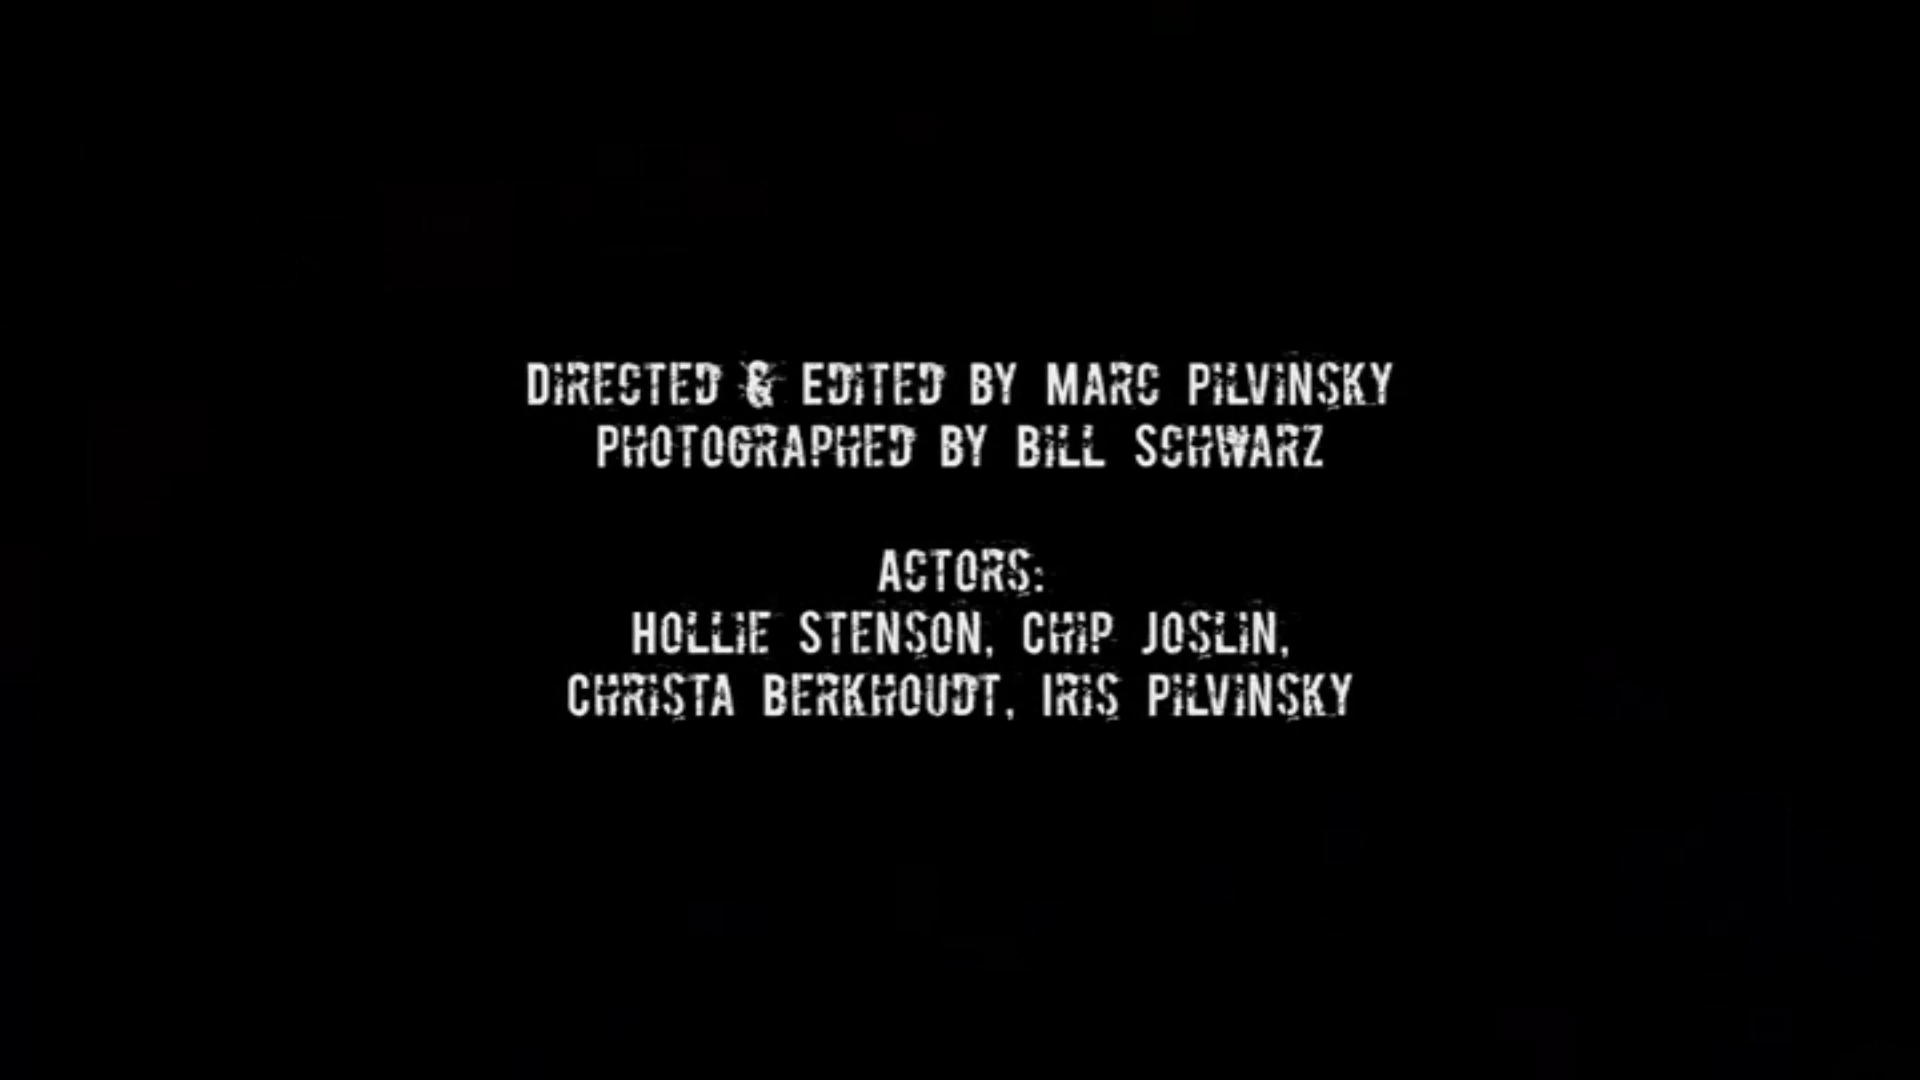 DIRECTED & EDITED BY MARC PILVINSKY
PHOTOGRAPHED BY BILL SCHWARZ
ACTORS:
HOLLIE STENSON, CHIP JOSLIN,
CHRISTA BERKHOUDT, IRIS PILVINSKY